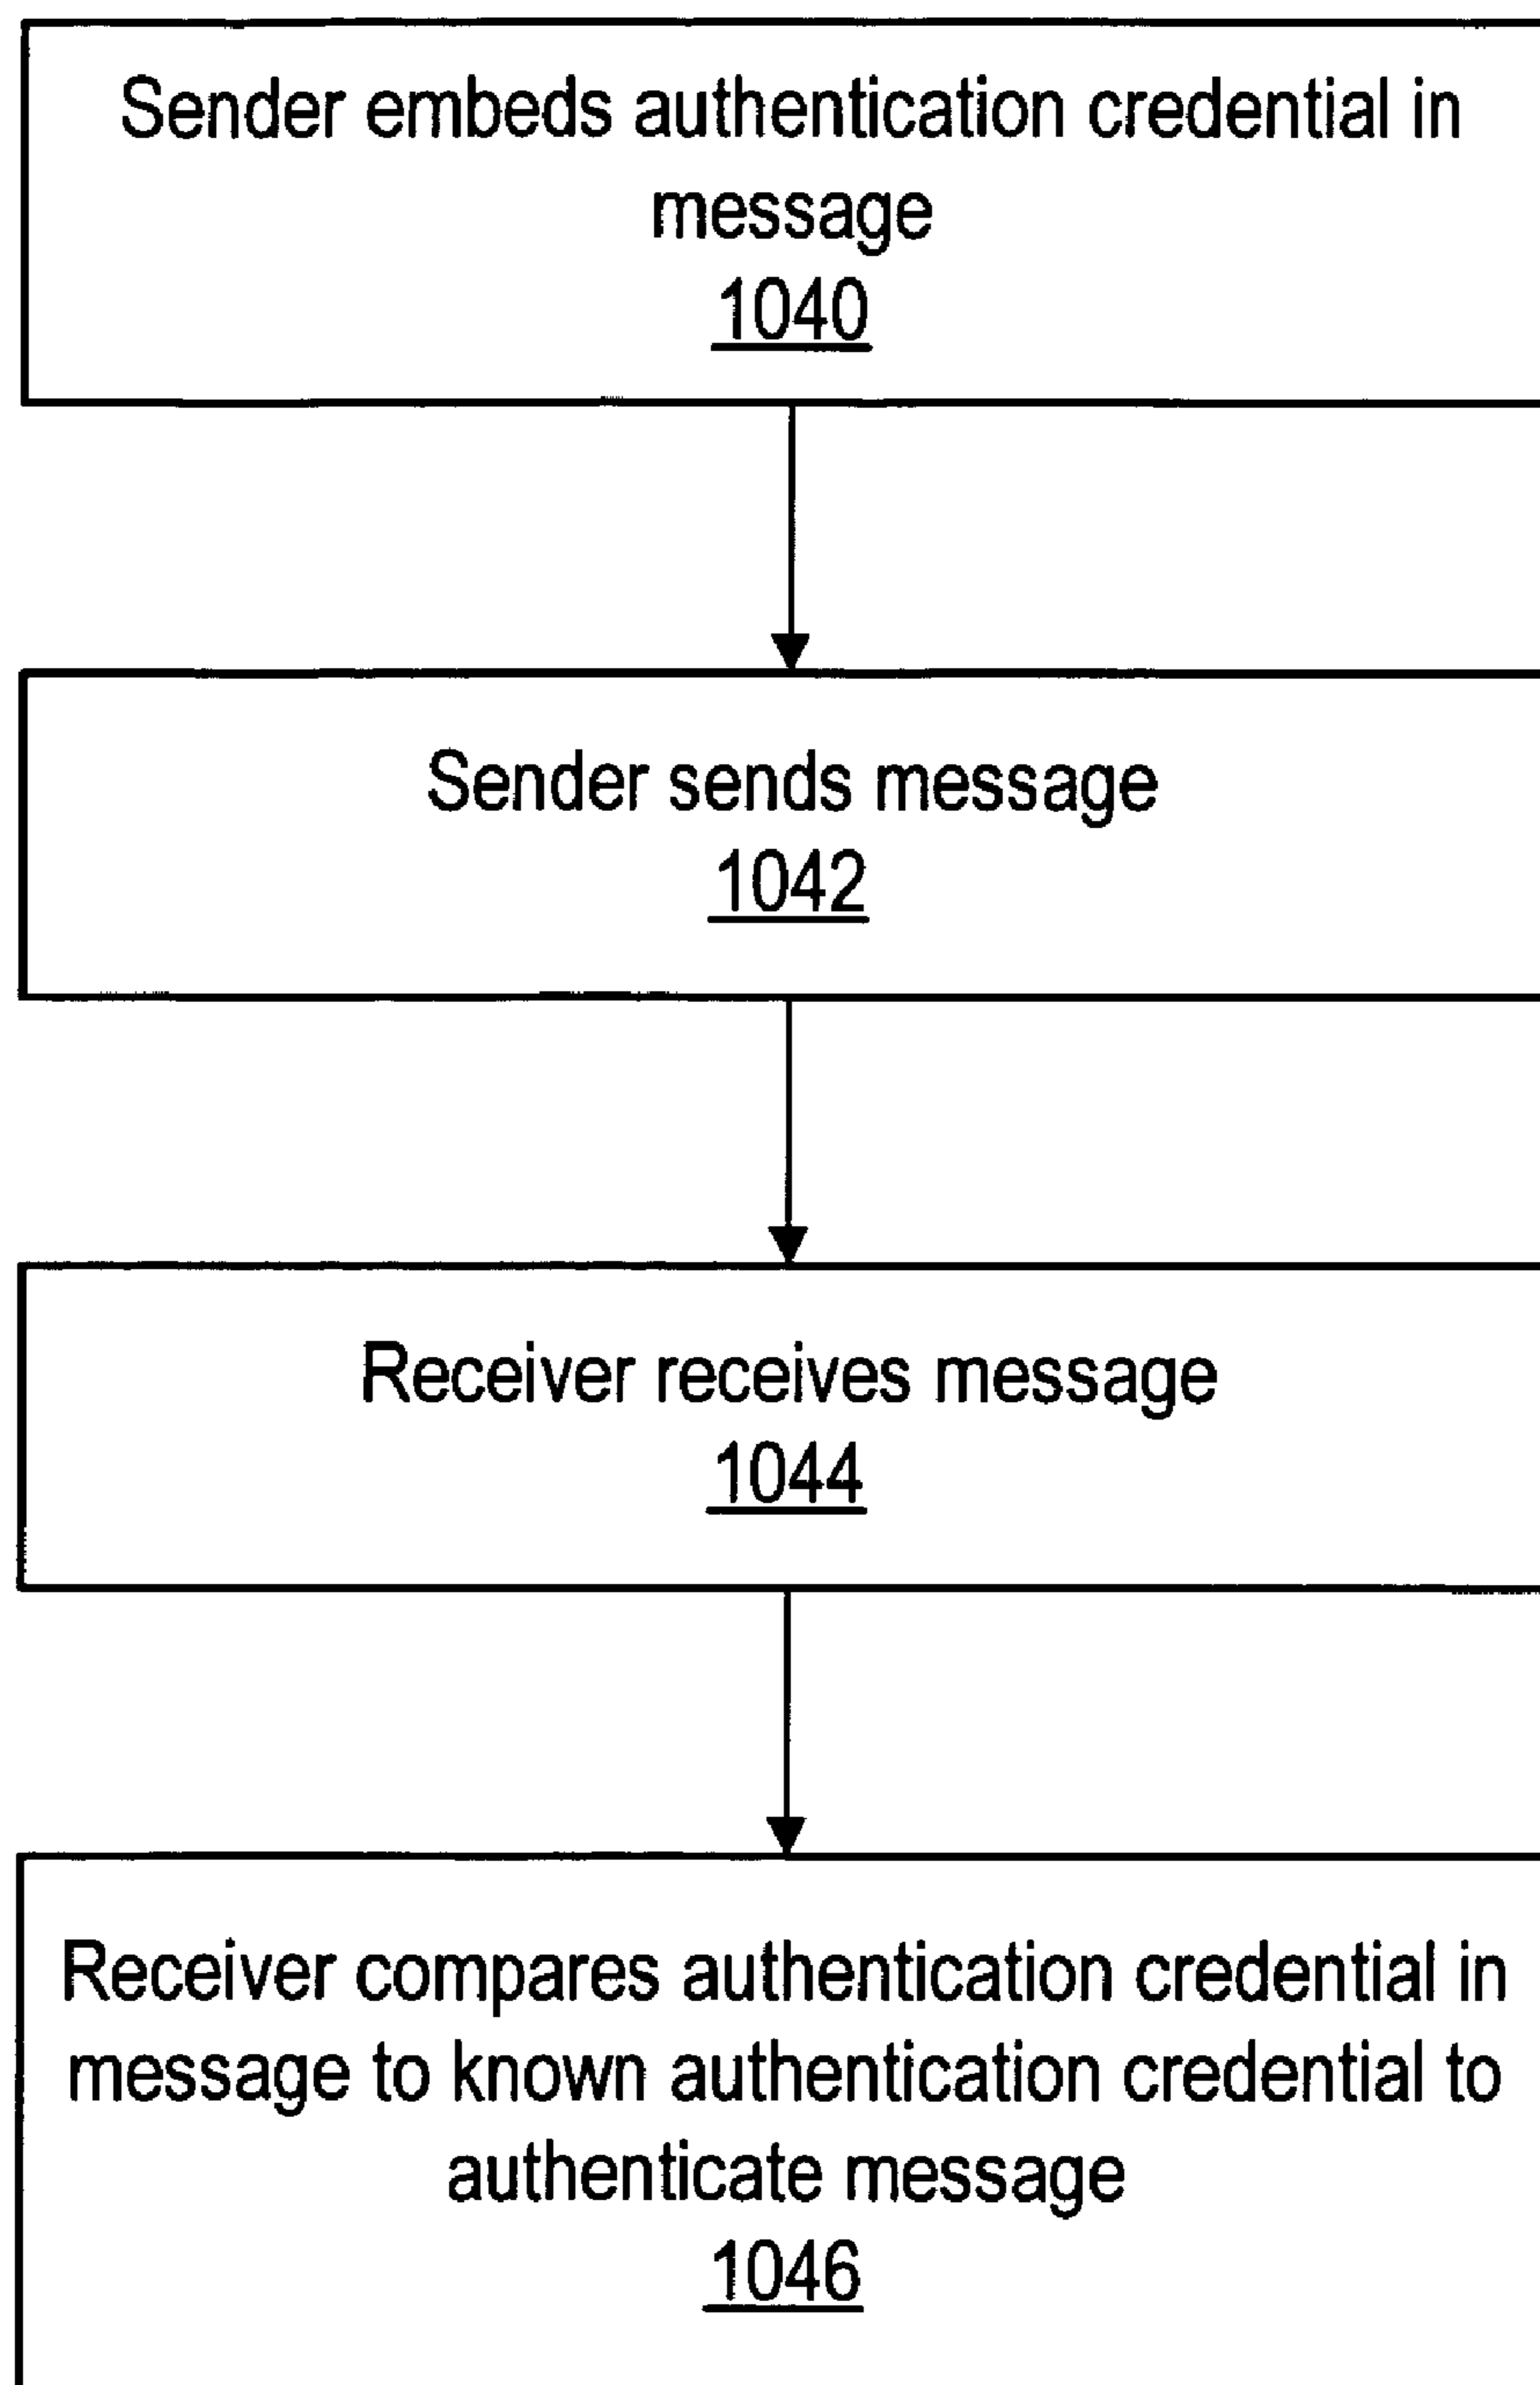 Sender embeds authentication credential in
message
1040
Sender sends message
1042
Receiver receives message
1044
Receiver compares authentication credential in
message to known authentication credential to
authenticate message
1046